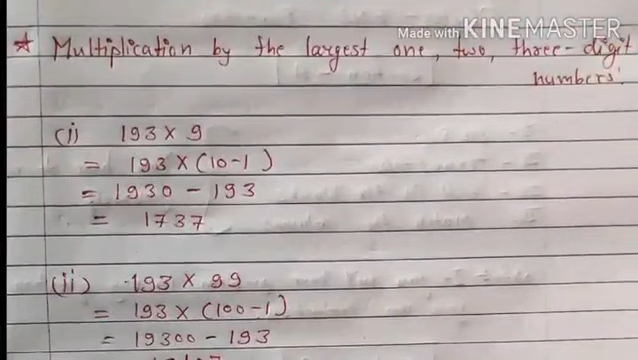 Made with KINEMASTER
* Multiplication by the largest one, two, three-digit
numbers.
(i) 193 × 9
= 193 × (10-1)
= 1930 - 193
= 1737
(ii) 193 × 99
= 193 × (100-1)
= 19300 - 193